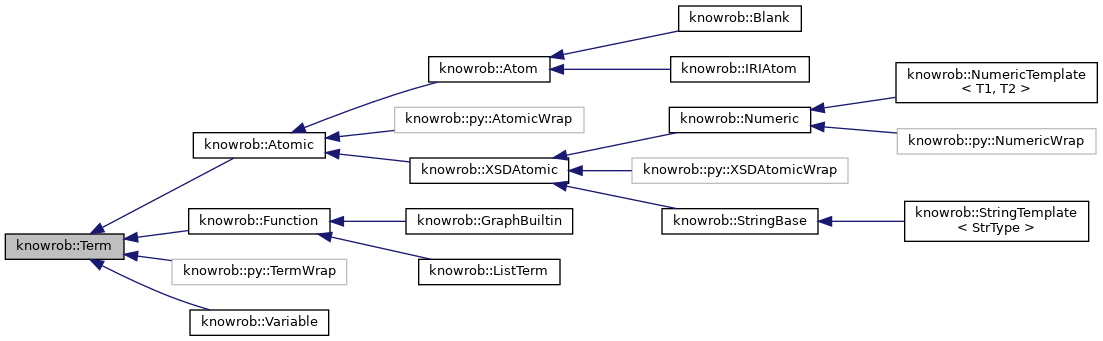 knowrob::Blank
knowrob::Atom
knowrob::IRIAtom
knowrob::NumericTemplate
< T1, T2 >
knowrob::py::AtomicWrap
knowrob::Numeric
knowrob::Atomic
knowrob::py::NumericWrap
knowrob::XSDAtomic
knowrob::py::XSDAtomicWrap
knowrob::Function
knowrob::GraphBuiltin
knowrob::StringBase
knowrob::StringTemplate
< StrType >
knowrob::Term
knowrob::py::TermWrap
knowrob::ListTerm
knowrob::Variable